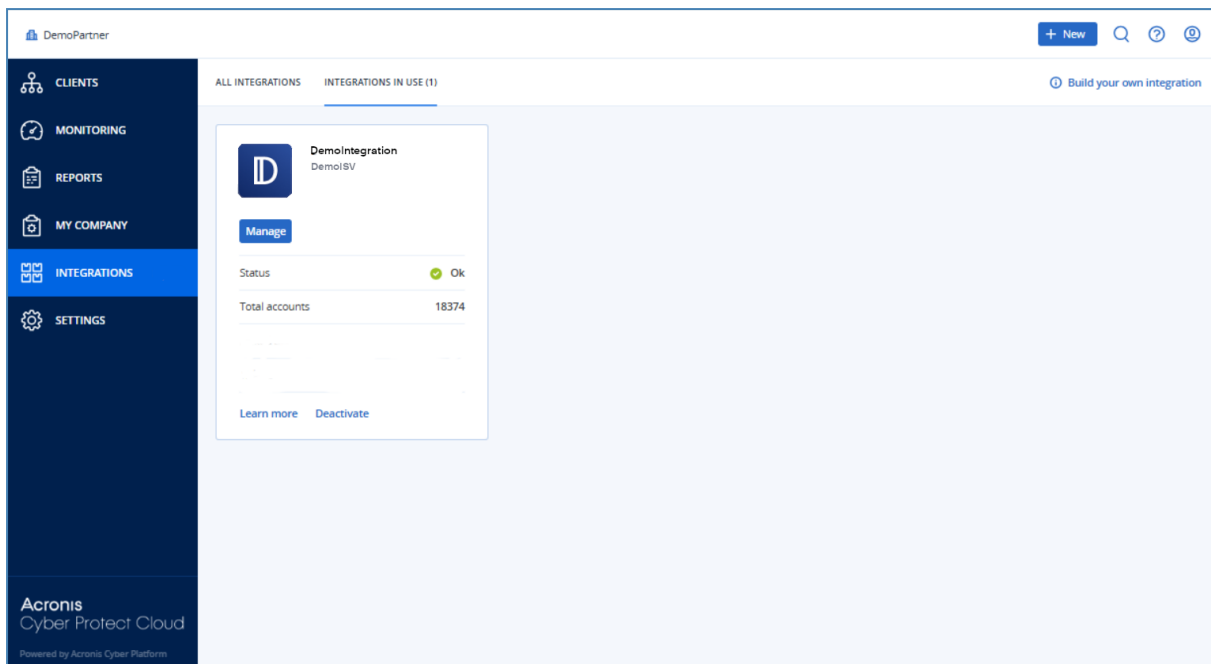 DemoPartner
+ New
CLIENTS
MONITORING
REPORTS
MY COMPANY
INTEGRATIONS
SETTINGS
ALL INTEGRATIONS INTEGRATIONS IN USE (1)
Build your own integration
D
DemoIntegration
DemoISV
Manage
Status Ok
Total accounts 18374
Learn more Deactivate
Acronis
Cyber Protect Cloud
Powered by Acronis Cyber Platform